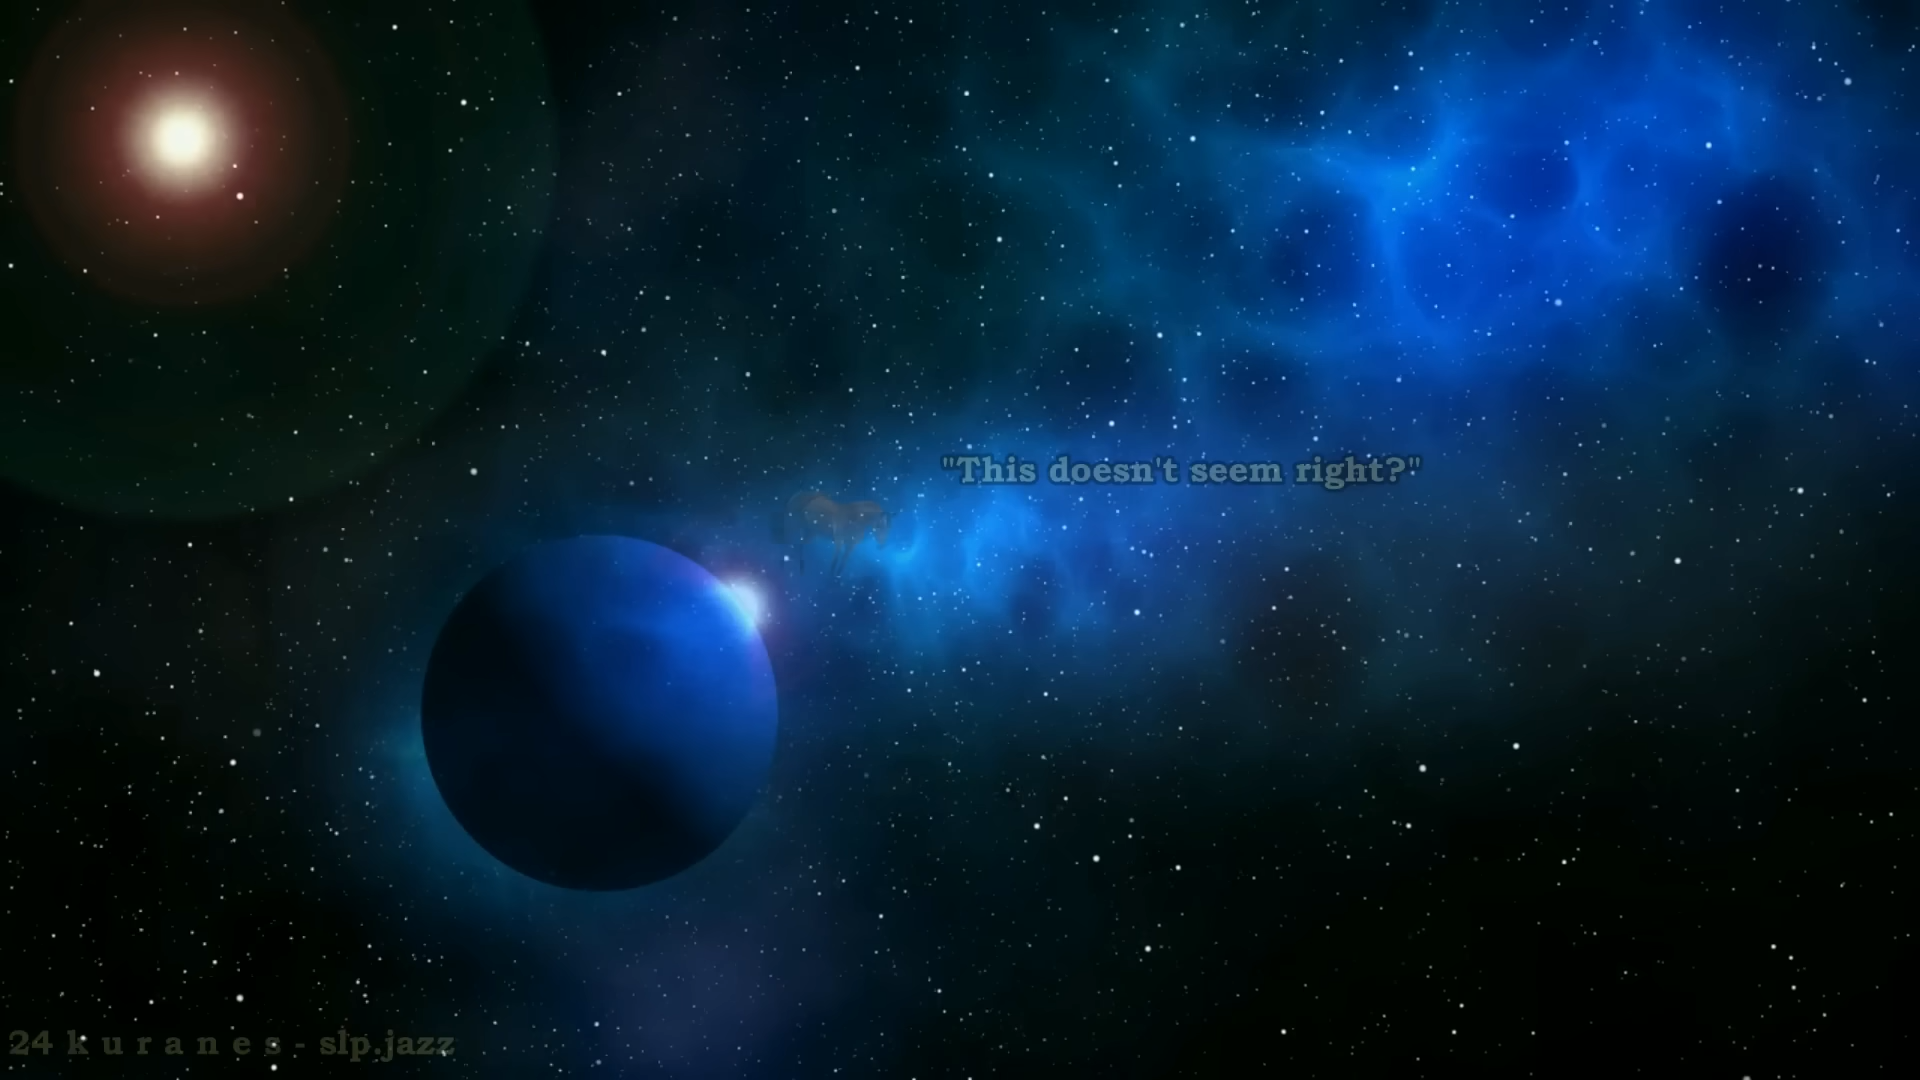 "This doesn't seem right?"
24 k u r a n e s - slp.jazz